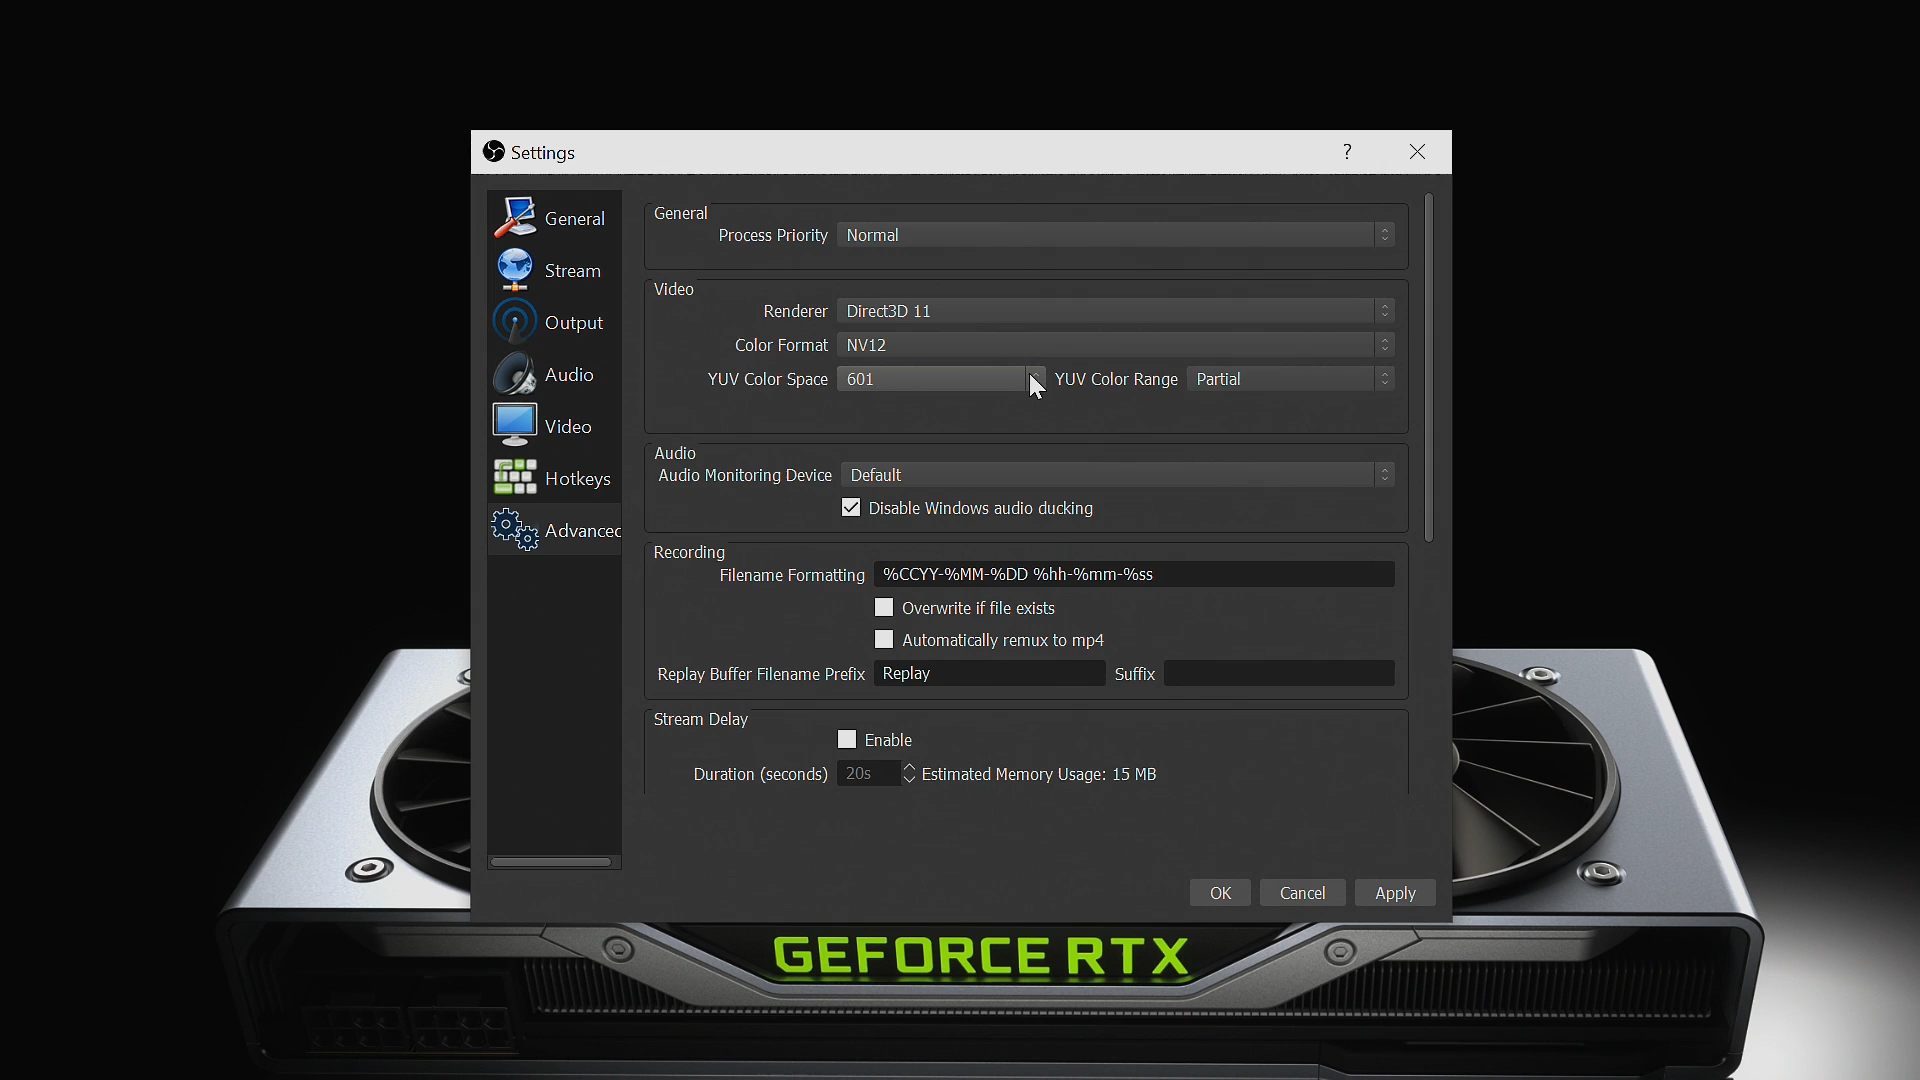 Settings
?
General
Stream
Output
Audio
Video
Hotkeys
Advanced
General
Process Priority Normal
Video
Renderer Direct3D 11
Color Format NV12
YUV Color Space 601 YUV Color Range Partial
Audio
Audio Monitoring Device Default
Disable Windows audio ducking
Recording
Filename Formatting %CCYY-%MM-%DD %hh-%mm-%ss
Overwrite if file exists
Automatically remux to mp4
Replay Buffer Filename Prefix Replay Suffix
Stream Delay
Enable
Duration (seconds) 20s Estimated Memory Usage: 15 MB
OK Cancel Apply
GEFORCE RTX